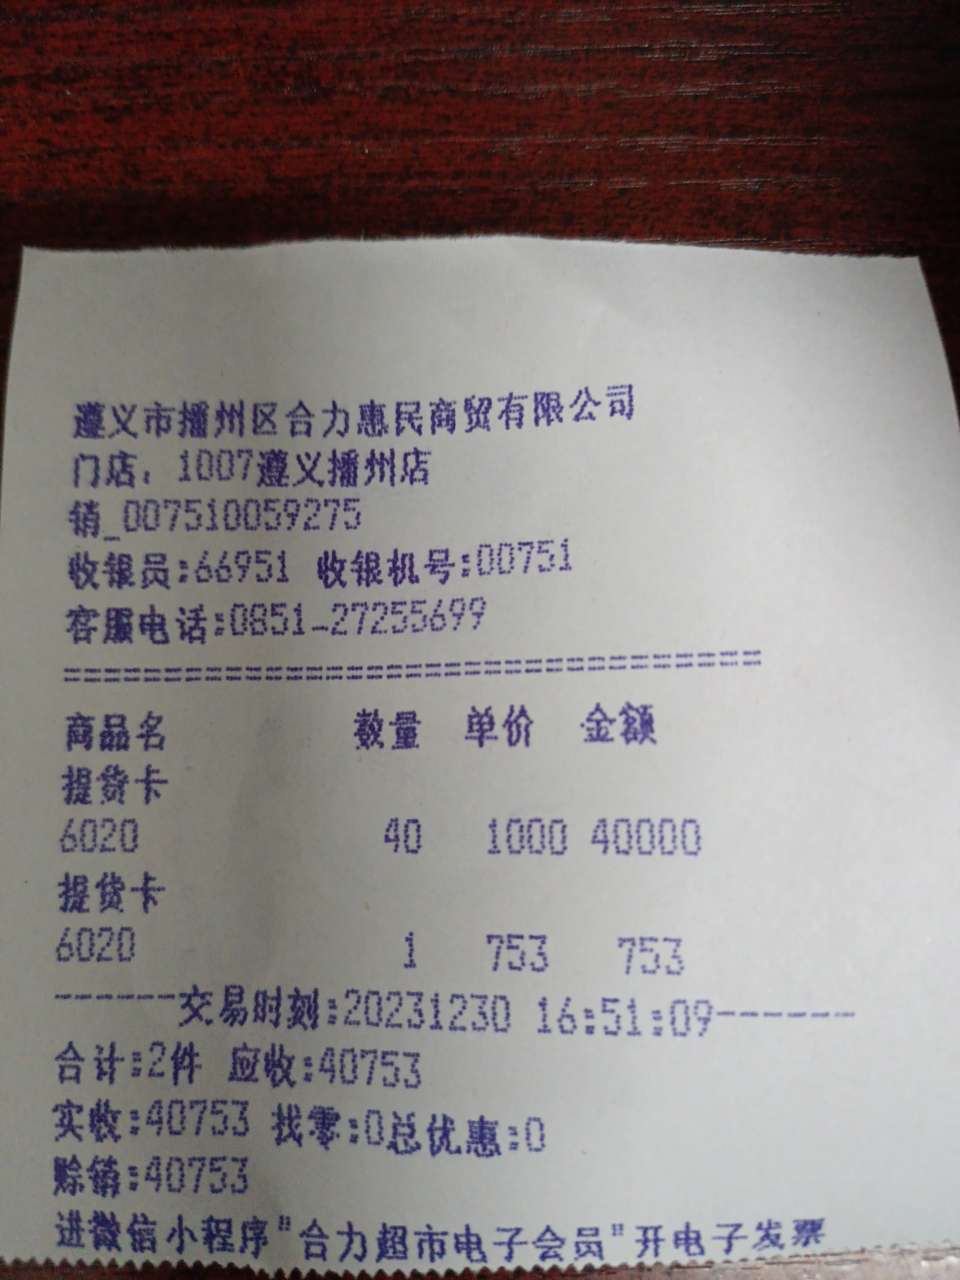 遵义市播州区合力惠民商贸有限公司
门店：1007遵义播州店
销_007510059275
收银员:66951 收银机号:00751
客服电话:0851-27255699
===================================
商品名 数量 单价 金额
提货卡
6020 40 1000 40000
提货卡
6020 1 753 753
------交易时刻:20231230 16:51:09-------
合计:2件 应收:40753
实收:40753 找零:0总优惠:0
赊销:40753
进微信小程序"合力超市电子会员"开电子发票